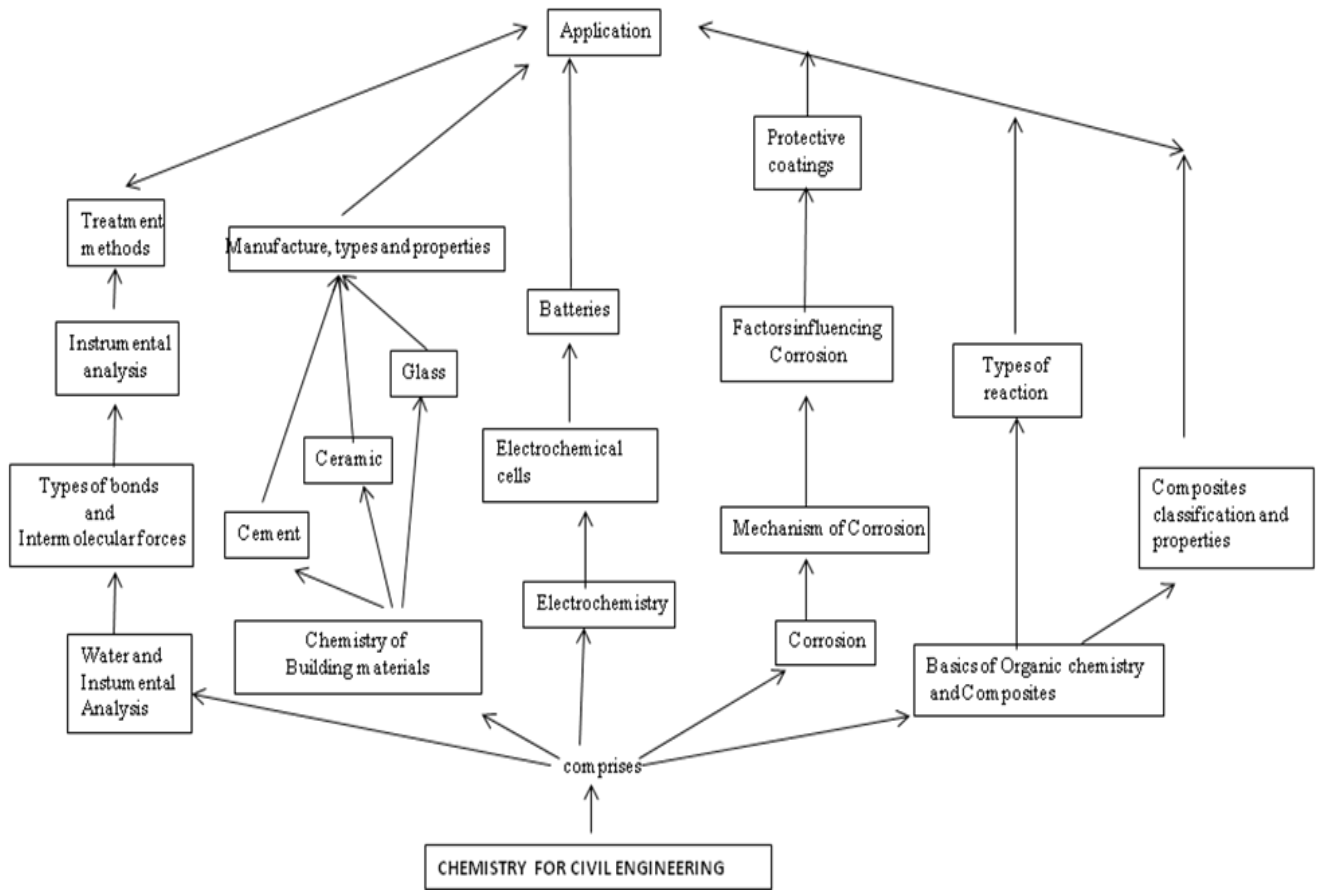 Application
Protective
coatings
Treatment
methods
Manufacture, types and properties
Batteries
Factors influencing
Corrosion
Instrumental
analysis
Glass
Types of
reaction
Ceramic
Electrochemical
cells
Types of bonds
and
Intermolecular forces
Composites
classification and
properties
Cement
Mechanism of Corrosion
Electrochemistry
Chemistry of
Building materials
Corrosion
Water and
Instumental
Analysis
Basics of Organic chemistry
and Composites
comprises
CHEMISTRY FOR CIVIL ENGINEERING